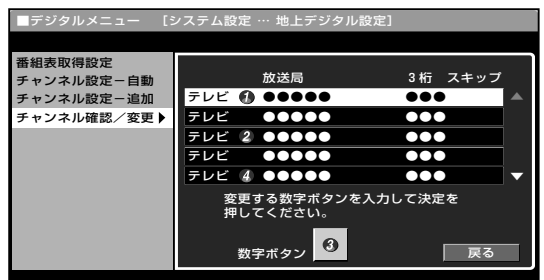 ■デジタルメニュー [システム設定 … 地上デジタル設定]
番組表取得設定
チャンネル設定－自動
チャンネル設定－追加
チャンネル確認／変更▶
放送局 3桁 スキップ
テレビ ❶ ●●●●● ●●●
テレビ ●●●●● ●●●
テレビ ❷ ●●●●● ●●●
テレビ ●●●●● ●●●
テレビ ❹ ●●●●● ●●●
変更する数字ボタンを入力して決定を
押してください。
数字ボタン ❸
戻る